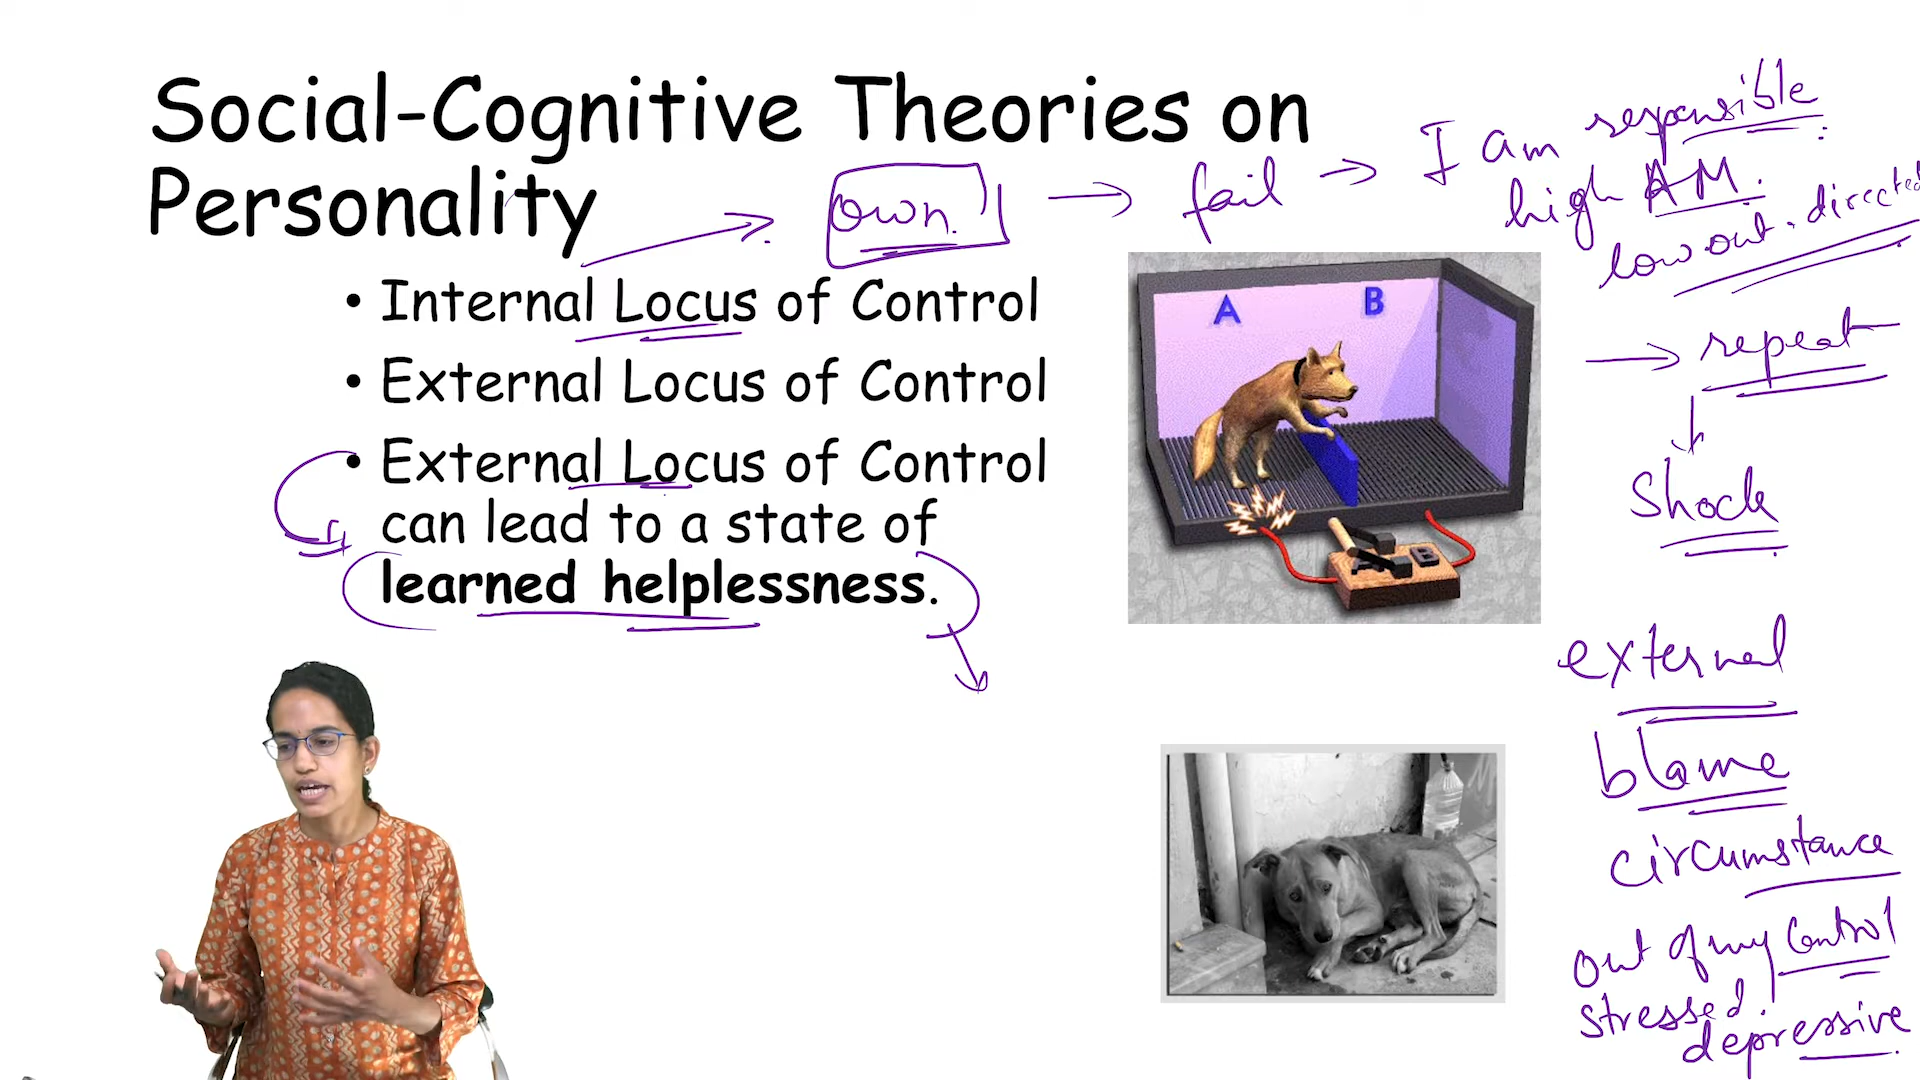 Social-Cognitive Theories on
Personality
own.
fail
I am responsible
high AM.
low out. directed
• Internal Locus of Control
• External Locus of Control
• External Locus of Control
can lead to a state of
learned helplessness.
A B
B
repeat
Shock
external
blame
circumstance
out of my control
stressed.
depressive